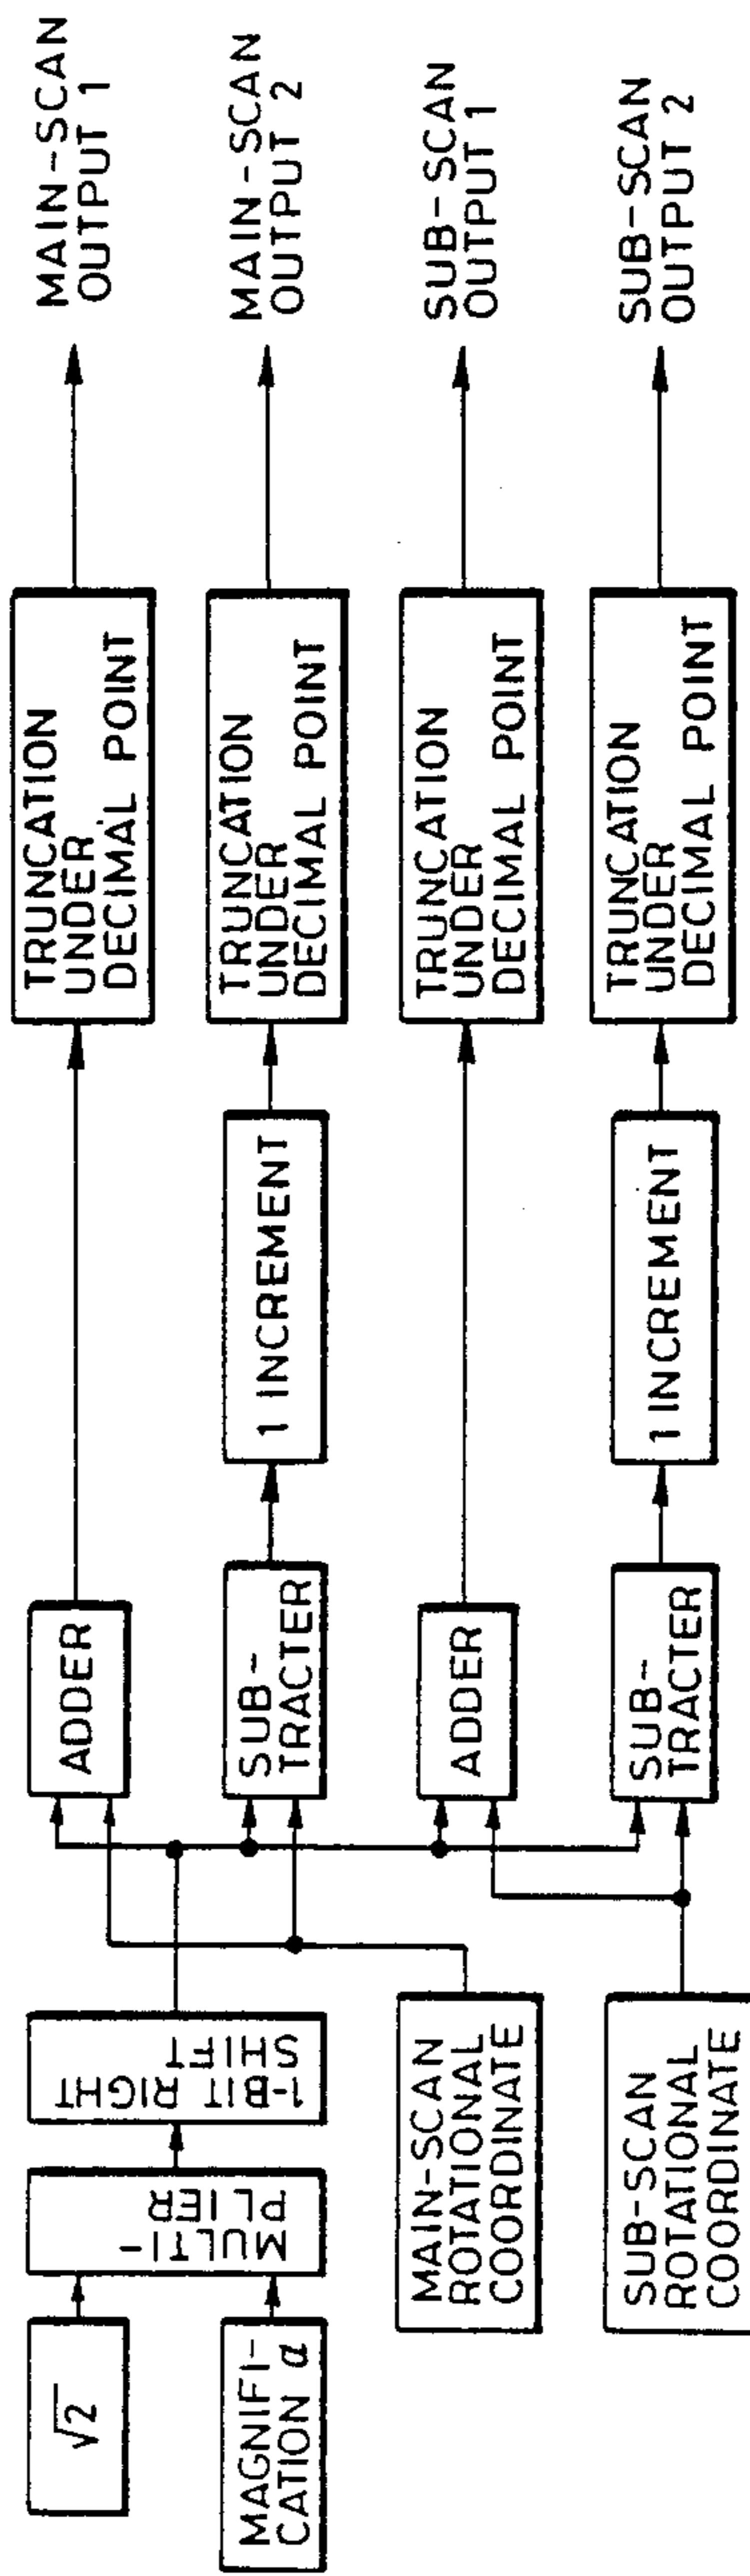 √2
MAGNIFI-
CATION α
MULTI-
PLIER
1-BIT RIGHT
SHIFT
MAIN-SCAN
ROTATIONAL
COORDINATE
SUB-SCAN
ROTATIONAL
COORDINATE
ADDER
SUB-
TRACTER
ADDER
SUB-
TRACTER
1 INCREMENT
1 INCREMENT
TRUNCATION
UNDER
DECIMAL POINT
TRUNCATION
UNDER
DECIMAL POINT
TRUNCATION
UNDER
DECIMAL POINT
TRUNCATION
UNDER
DECIMAL POINT
MAIN-SCAN
OUTPUT 1
MAIN-SCAN
OUTPUT 2
SUB-SCAN
OUTPUT 1
SUB-SCAN
OUTPUT 2